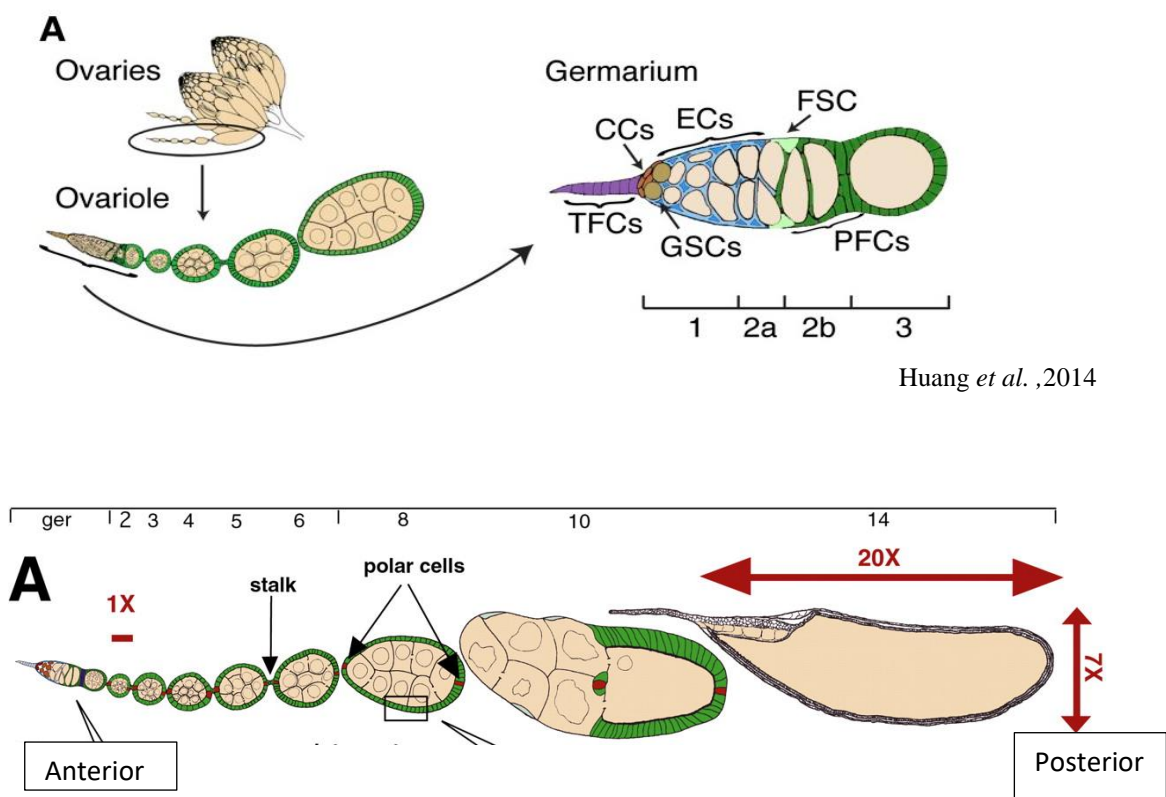 A
Ovaries
Ovariole
Germarium
FSC
ECs
CCs
TFCs
GSCs
PFCs
1 2a 2b 3
Huang et al. ,2014
ger 2 3 4 5 6 8 10 14
A
20X
polar cells
stalk
1X
7X
Anterior
Posterior